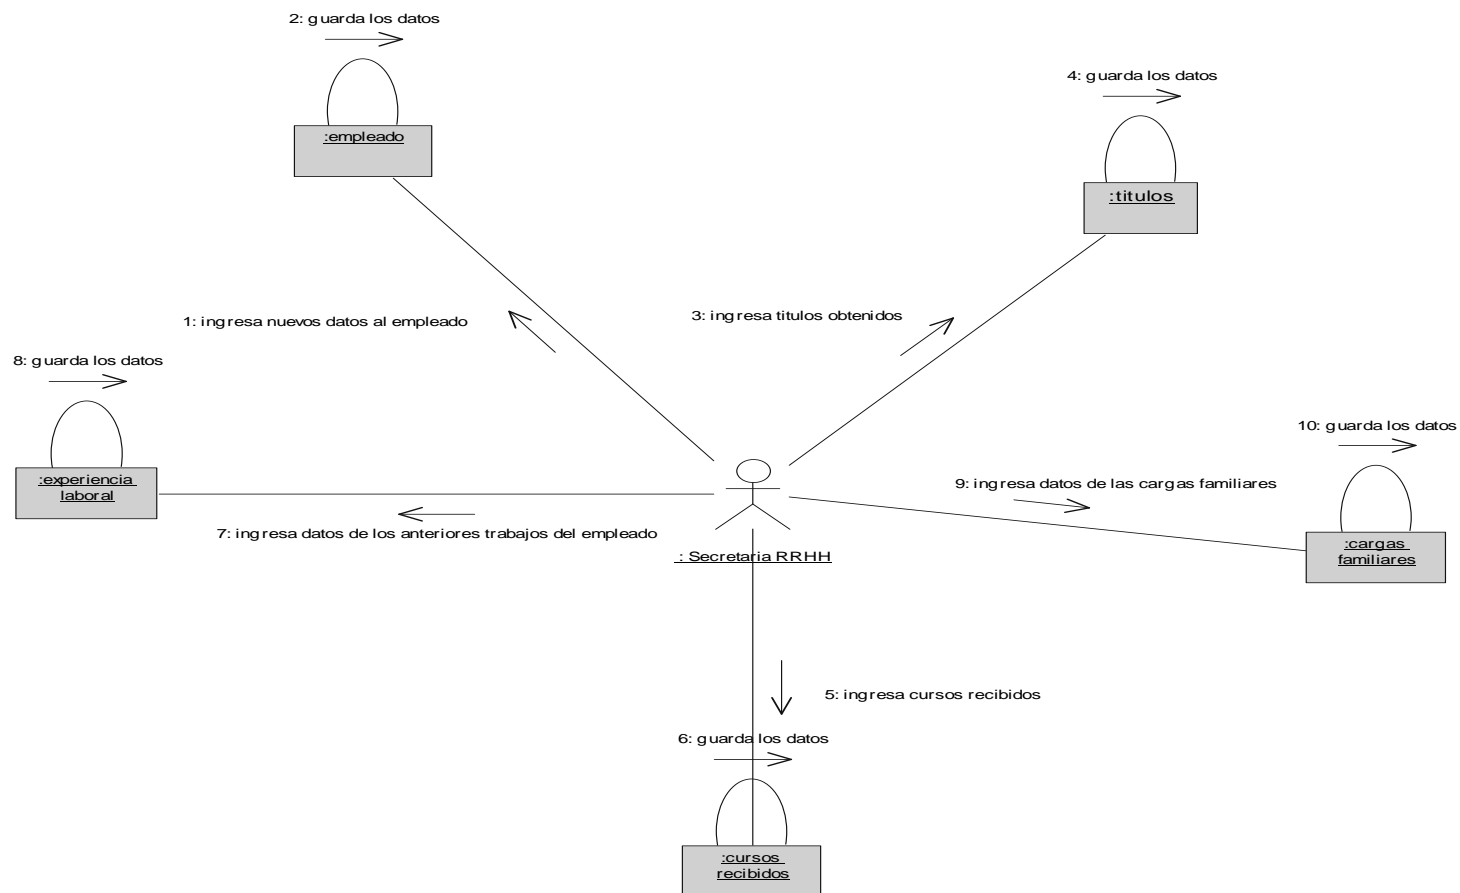 2: guarda los datos
:empleado
4: guarda los datos
:titulos
1: ingresa nuevos datos al empleado
3: ingresa titulos obtenidos
8: guarda los datos
:experiencia
laboral
10: guarda los datos
9: ingresa datos de las cargas familiares
7: ingresa datos de los anteriores trabajos del empleado
: Secretaria RRHH
:cargas
familiares
5: ingresa cursos recibidos
6: guarda los datos
:cursos
recibidos